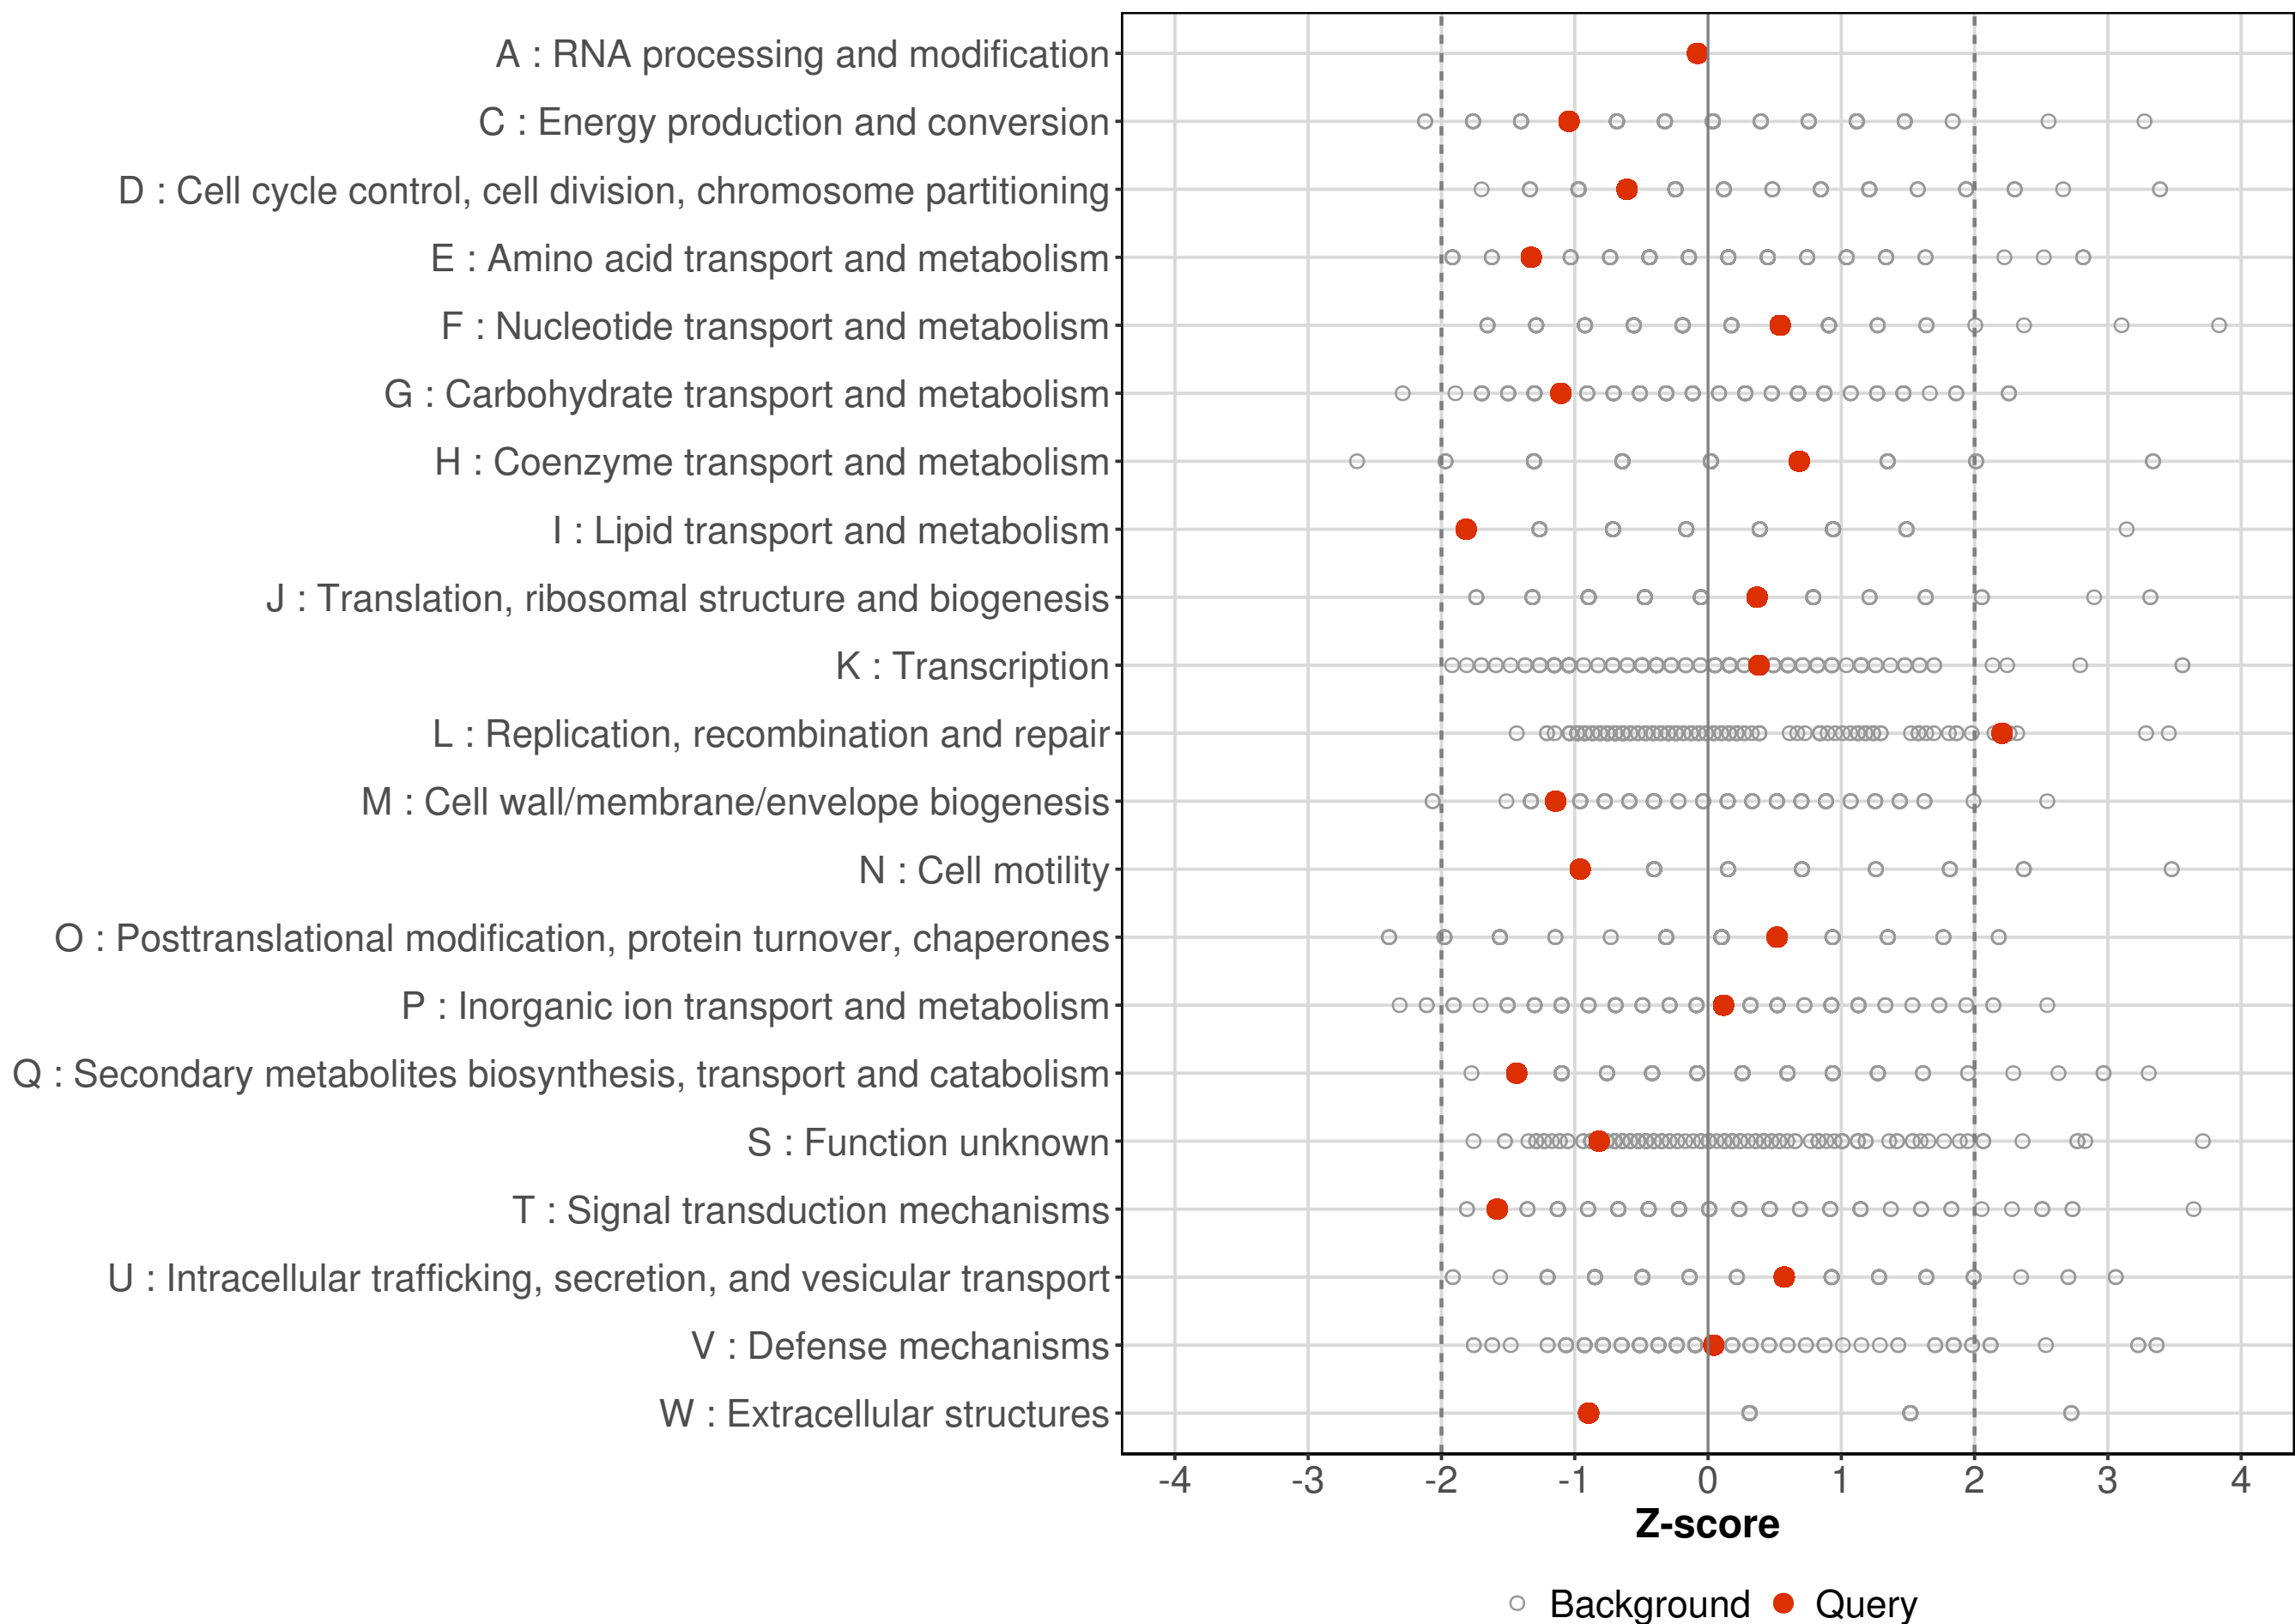 A : RNA processing and modification
C : Energy production and conversion
D : Cell cycle control, cell division, chromosome partitioning
E : Amino acid transport and metabolism
F : Nucleotide transport and metabolism
G : Carbohydrate transport and metabolism
H : Coenzyme transport and metabolism
I : Lipid transport and metabolism
J : Translation, ribosomal structure and biogenesis
K : Transcription
L : Replication, recombination and repair
M : Cell wall/membrane/envelope biogenesis
N : Cell motility
O : Posttranslational modification, protein turnover, chaperones
P : Inorganic ion transport and metabolism
Q : Secondary metabolites biosynthesis, transport and catabolism
S : Function unknown
T : Signal transduction mechanisms
U : Intracellular trafficking, secretion, and vesicular transport
V : Defense mechanisms
W : Extracellular structures
-4 -3 -2 -1 0 1 2 3 4
Z-score
Background Query